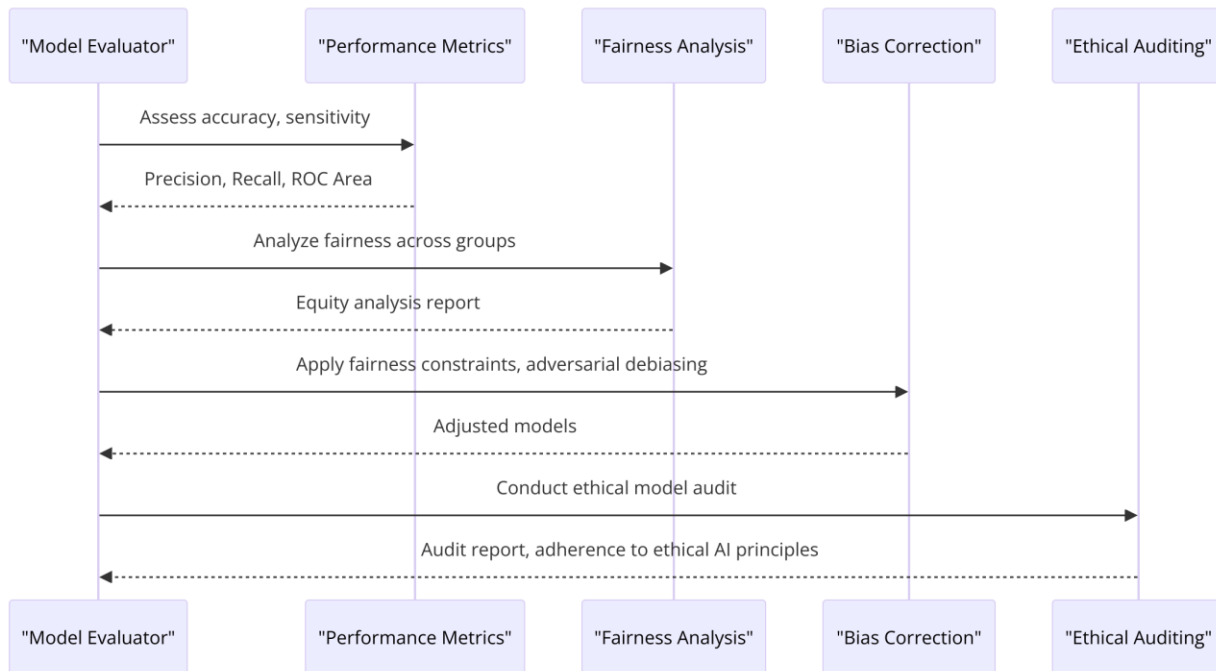 "Model Evaluator" "Performance Metrics" "Fairness Analysis" "Bias Correction" "Ethical Auditing"
Assess accuracy, sensitivity
Precision, Recall, ROC Area
Analyze fairness across groups
Equity analysis report
Apply fairness constraints, adversarial debiasing
Adjusted models
Conduct ethical model audit
Audit report, adherence to ethical AI principles
"Model Evaluator" "Performance Metrics" "Fairness Analysis" "Bias Correction" "Ethical Auditing"